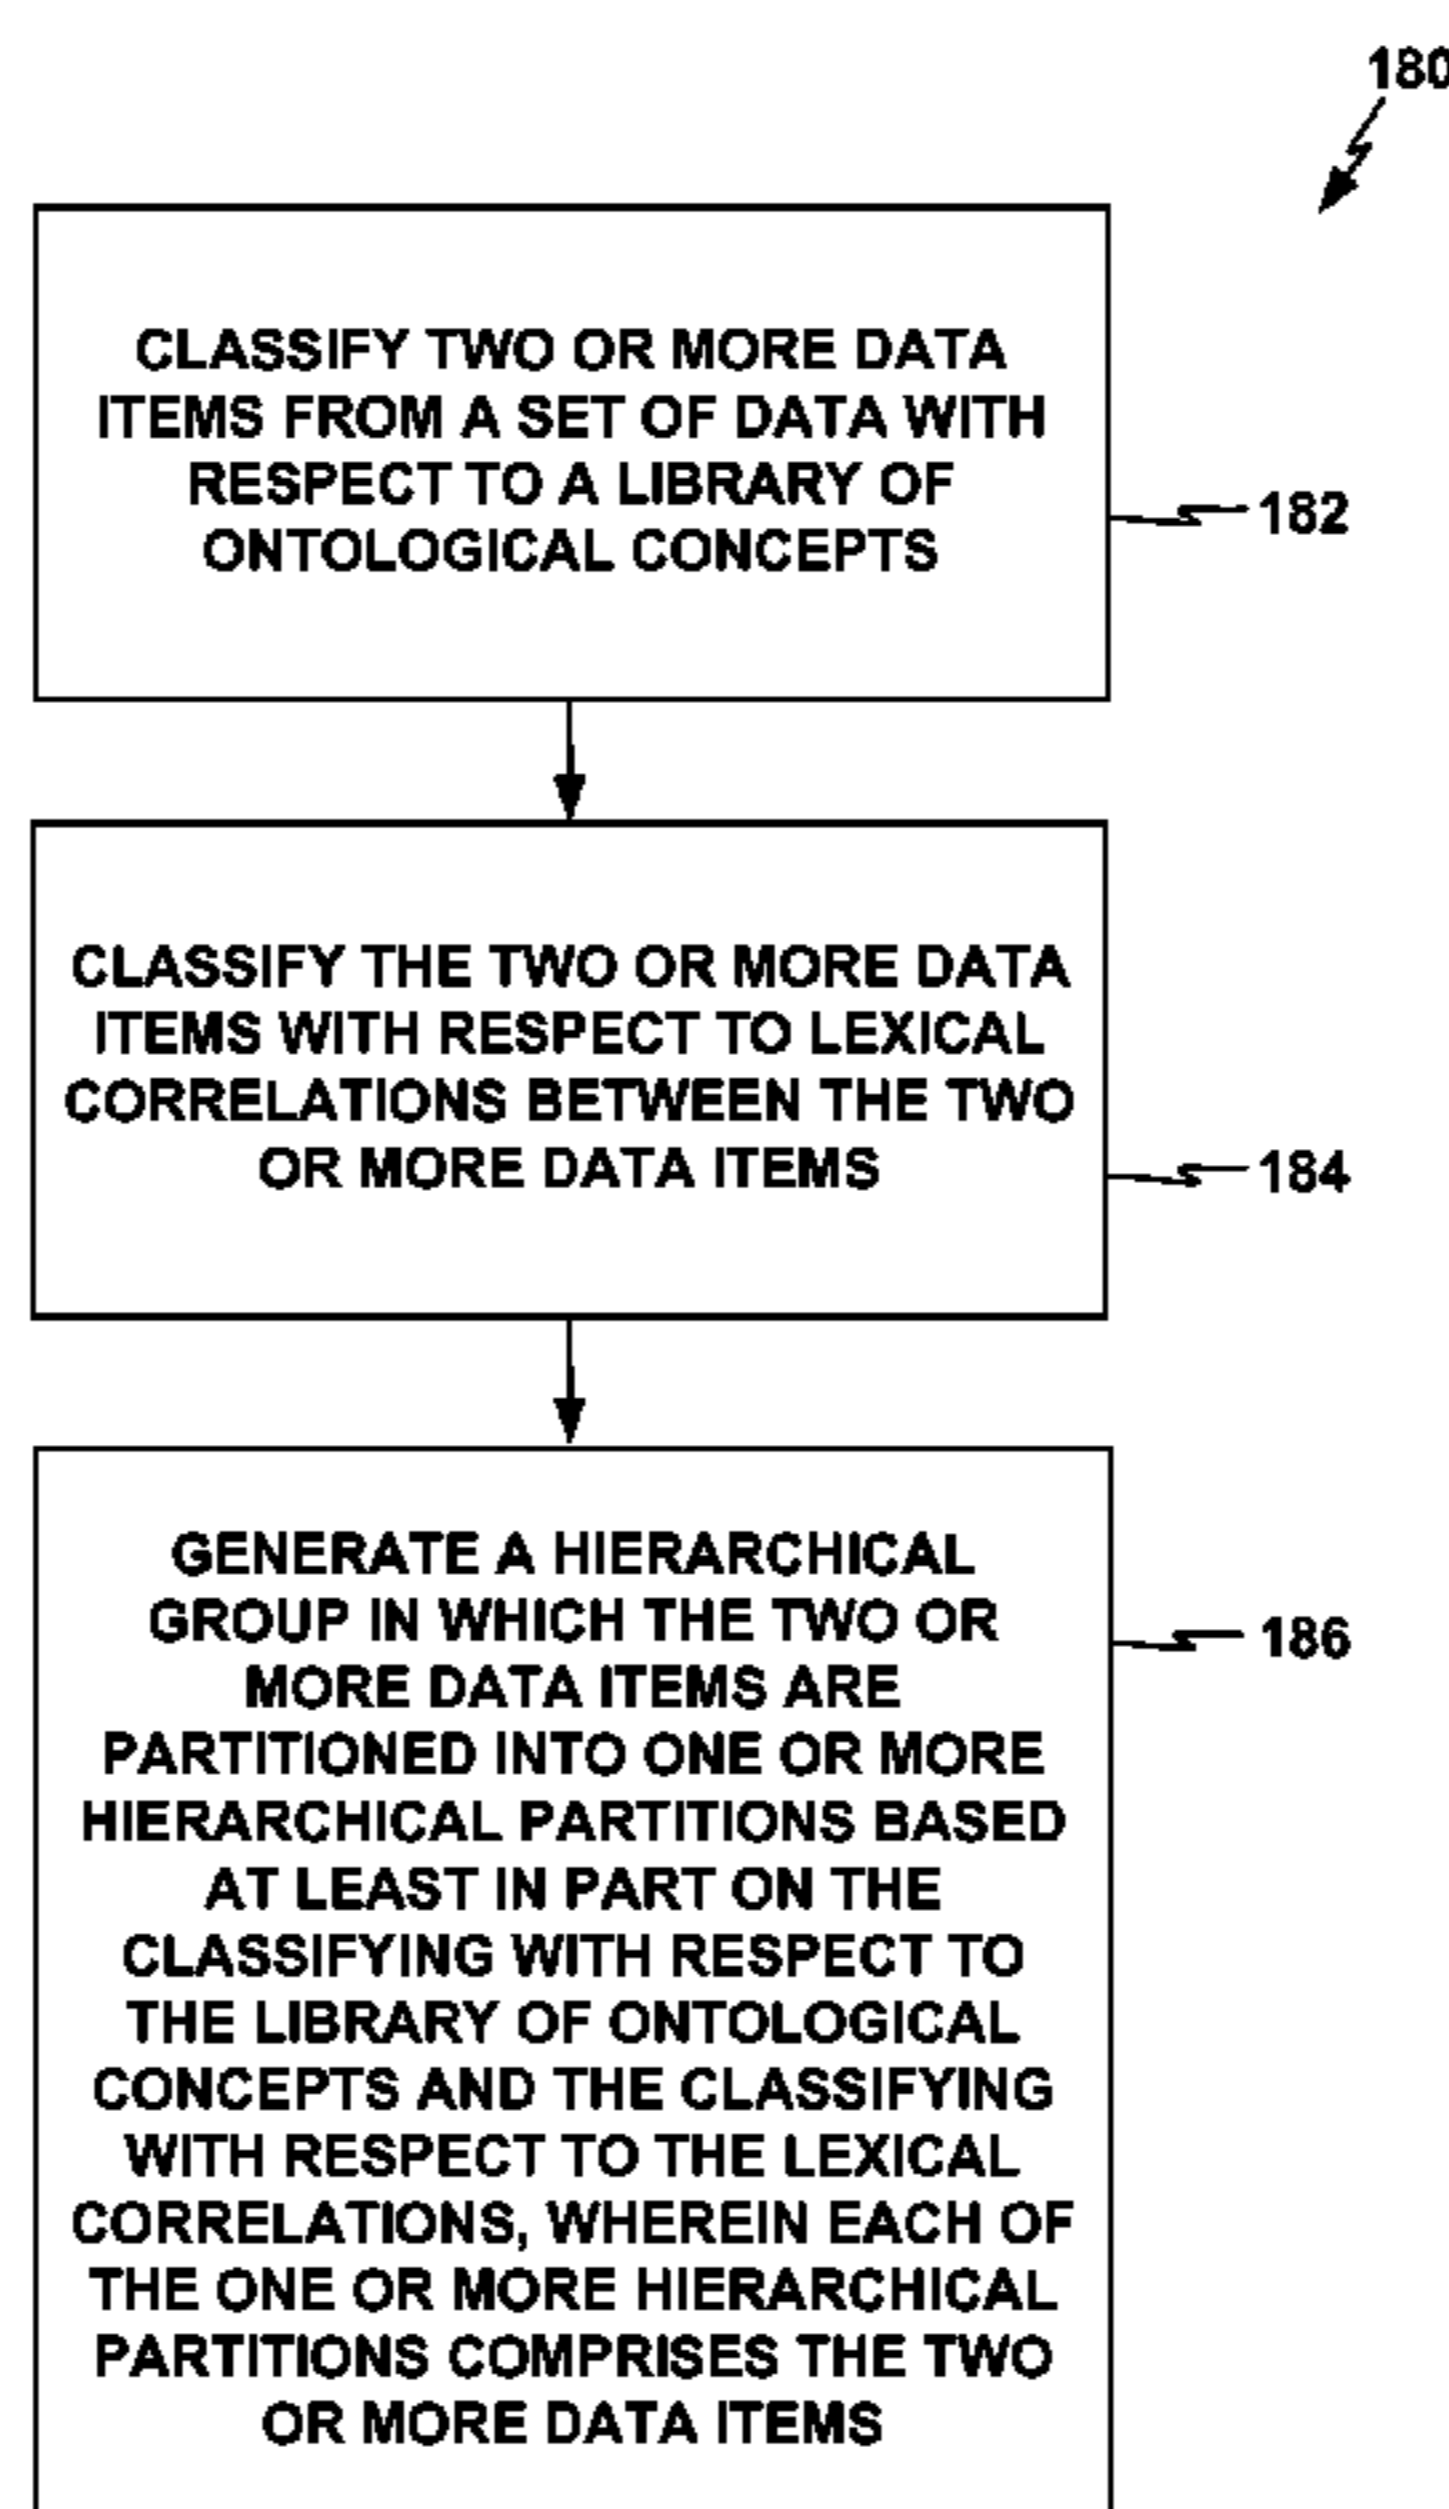 180
CLASSIFY TWO OR MORE DATA
ITEMS FROM A SET OF DATA WITH
RESPECT TO A LIBRARY OF
ONTOLOGICAL CONCEPTS
182
CLASSIFY THE TWO OR MORE DATA
ITEMS WITH RESPECT TO LEXICAL
CORRELATIONS BETWEEN THE TWO
OR MORE DATA ITEMS
184
GENERATE A HIERARCHICAL
GROUP IN WHICH THE TWO OR
MORE DATA ITEMS ARE
PARTITIONED INTO ONE OR MORE
HIERARCHICAL PARTITIONS BASED
AT LEAST IN PART ON THE
CLASSIFYING WITH RESPECT TO
THE LIBRARY OF ONTOLOGICAL
CONCEPTS AND THE CLASSIFYING
WITH RESPECT TO THE LEXICAL
CORRELATIONS, WHEREIN EACH OF
THE ONE OR MORE HIERARCHICAL
PARTITIONS COMPRISES THE TWO
OR MORE DATA ITEMS
186